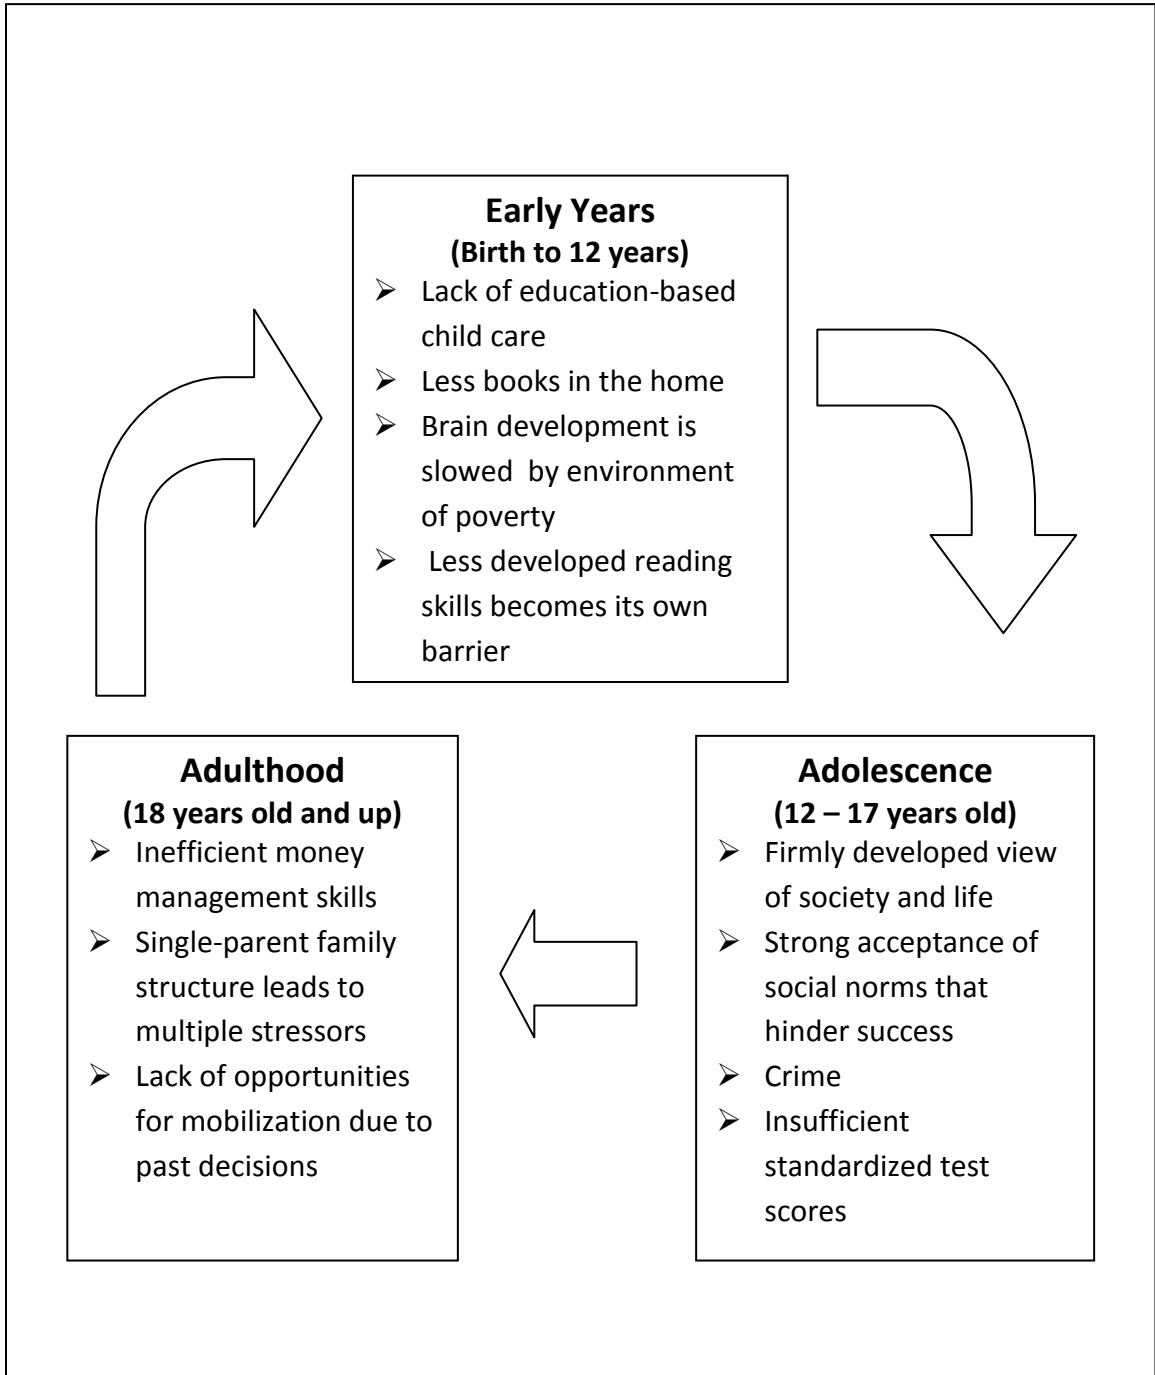 Early Years
(Birth to 12 years)
➢ Lack of education-based
child care
➢ Less books in the home
➢ Brain development is
slowed by environment
of poverty
➢ Less developed reading
skills becomes its own
barrier
Adulthood
(18 years old and up)
➢ Inefficient money
management skills
➢ Single-parent family
structure leads to
multiple stressors
➢ Lack of opportunities
for mobilization due to
past decisions
Adolescence
(12 – 17 years old)
➢ Firmly developed view
of society and life
➢ Strong acceptance of
social norms that
hinder success
➢ Crime
➢ Insufficient
standardized test
scores